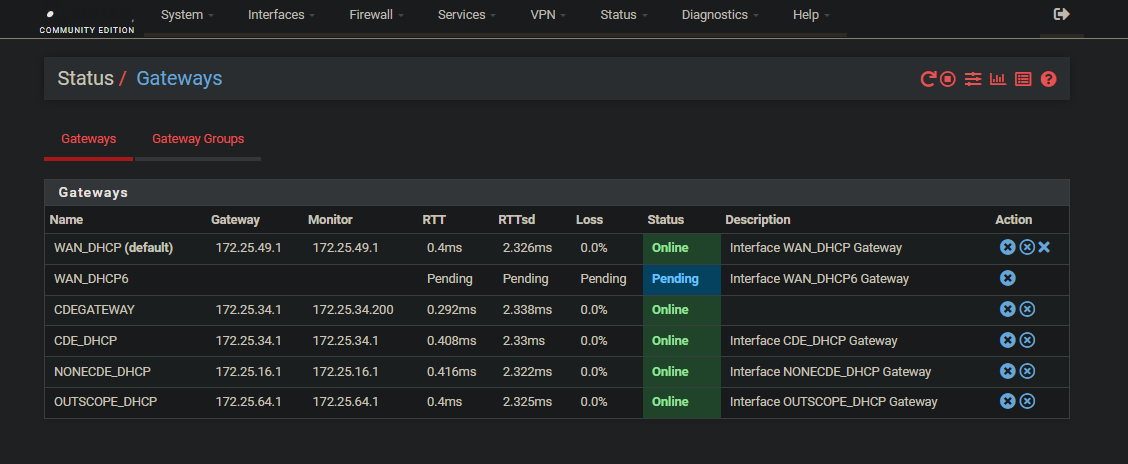 COMMUNITY EDITION
System Interfaces Firewall Services VPN Status Diagnostics Help
Status / Gateways
Gateways Gateway Groups
Gateways
Name Gateway Monitor RTT RTTsd Loss Status Description Action
WAN_DHCP (default) 172.25.49.1 172.25.49.1 0.4ms 2.326ms 0.0% Online Interface WAN_DHCP Gateway
WAN_DHCP6 Pending Pending Pending Pending Interface WAN_DHCP6 Gateway
CDEGATEWAY 172.25.34.1 172.25.34.200 0.292ms 2.338ms 0.0% Online
CDE_DHCP 172.25.34.1 172.25.34.1 0.408ms 2.33ms 0.0% Online Interface CDE_DHCP Gateway
NONECDE_DHCP 172.25.16.1 172.25.16.1 0.416ms 2.322ms 0.0% Online Interface NONECDE_DHCP Gateway
OUTSCOPE_DHCP 172.25.64.1 172.25.64.1 0.4ms 2.325ms 0.0% Online Interface OUTSCOPE_DHCP Gateway